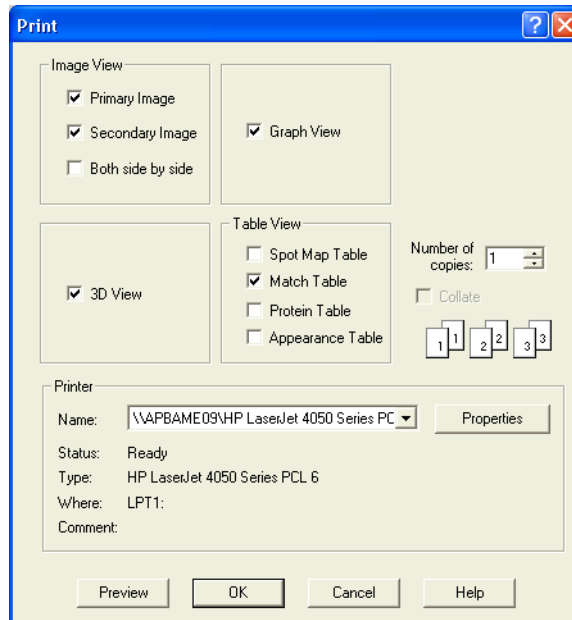 Print
Image View
Primary Image
Secondary Image
Both side by side
Graph View
3D View
Table View
Spot Map Table
Match Table
Protein Table
Appearance Table
Number of
copies:
1
Collate
1 1 2 2 3 3
Printer
Name:
\\APBAME09\HP LaserJet 4050 Series PC
Properties
Status: Ready
Type: HP LaserJet 4050 Series PCL 6
Where: LPT1:
Comment:
Preview OK Cancel Help